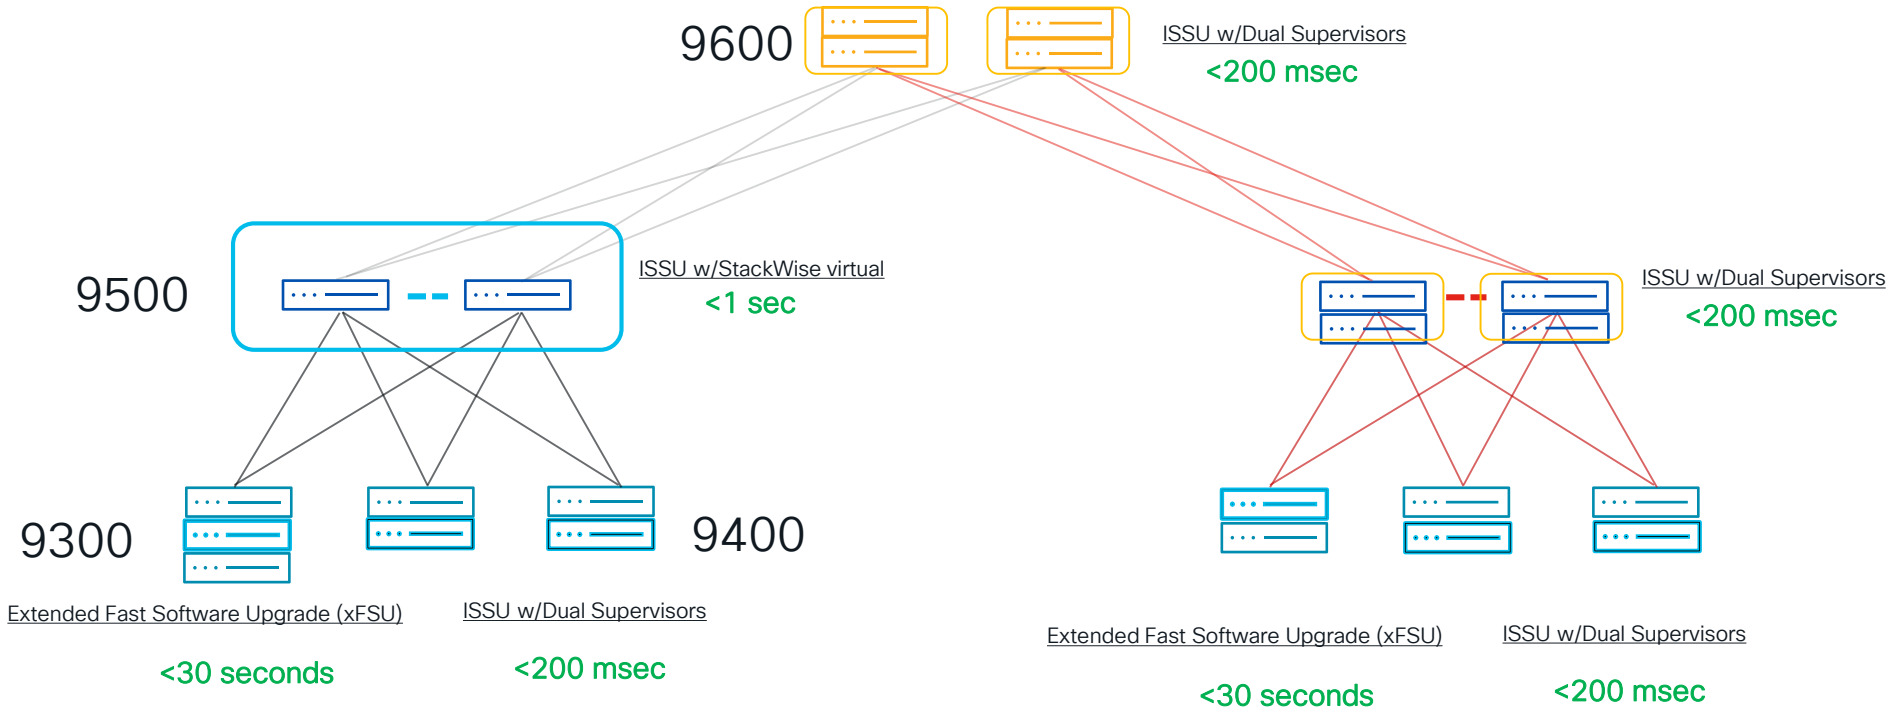 9600
ISSU w/Dual Supervisors
<200 msec
9500
ISSU w/StackWise virtual
<1 sec
ISSU w/Dual Supervisors
<200 msec
9300
9400
Extended Fast Software Upgrade (xFSU)
<30 seconds
ISSU w/Dual Supervisors
<200 msec
Extended Fast Software Upgrade (xFSU)
<30 seconds
ISSU w/Dual Supervisors
<200 msec